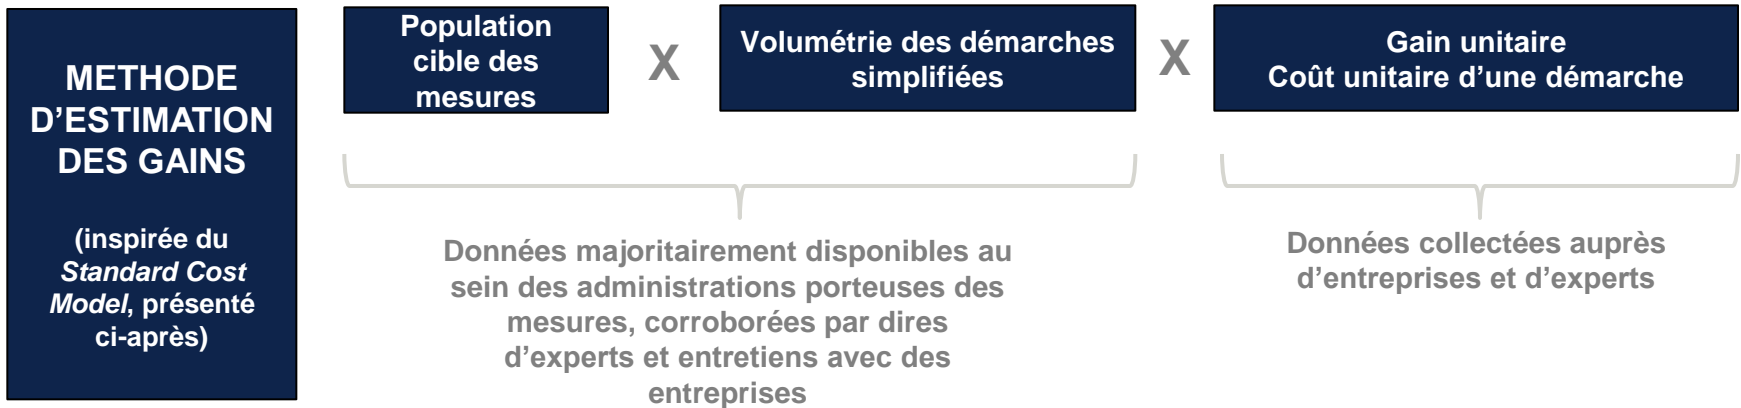 METHODE
D’ESTIMATION
DES GAINS
(inspirée du
Standard Cost
Model, présenté
ci-après)
Population
cible des
mesures
X
Volumétrie des démarches
simplifiées
X
Gain unitaire
Coût unitaire d’une démarche
Données majoritairement disponibles au
sein des administrations porteuses des
mesures, corroborées par dires
d’experts et entretiens avec des
entreprises
Données collectées auprès
d’entreprises et d’experts